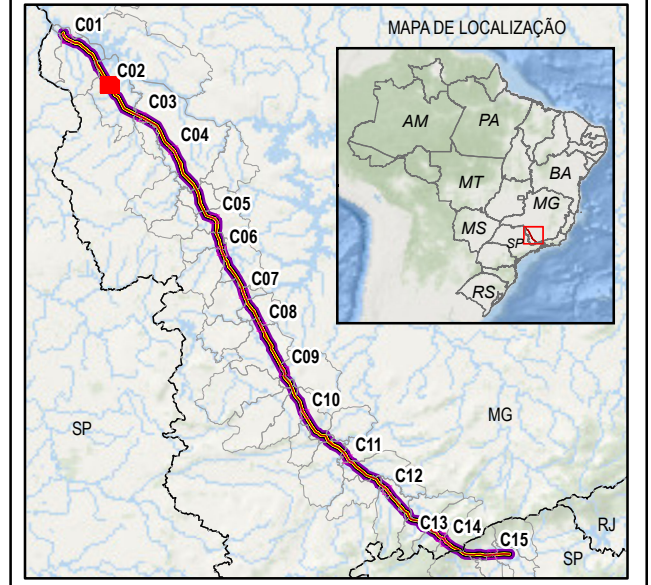 MAPA DE LOCALIZAÇÃO
C01
C02
C03
C04
C05
C06
C07
C08
C09
C10
C11
C12
C13
C14
C15
SP
MG
RJ
SP
AM
PA
MT
BA
MG
MS
SP
RS